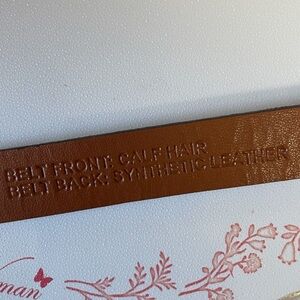 BELT FRONT: CALF HAIR
BELT BACK: SYNTHETIC LEATHER